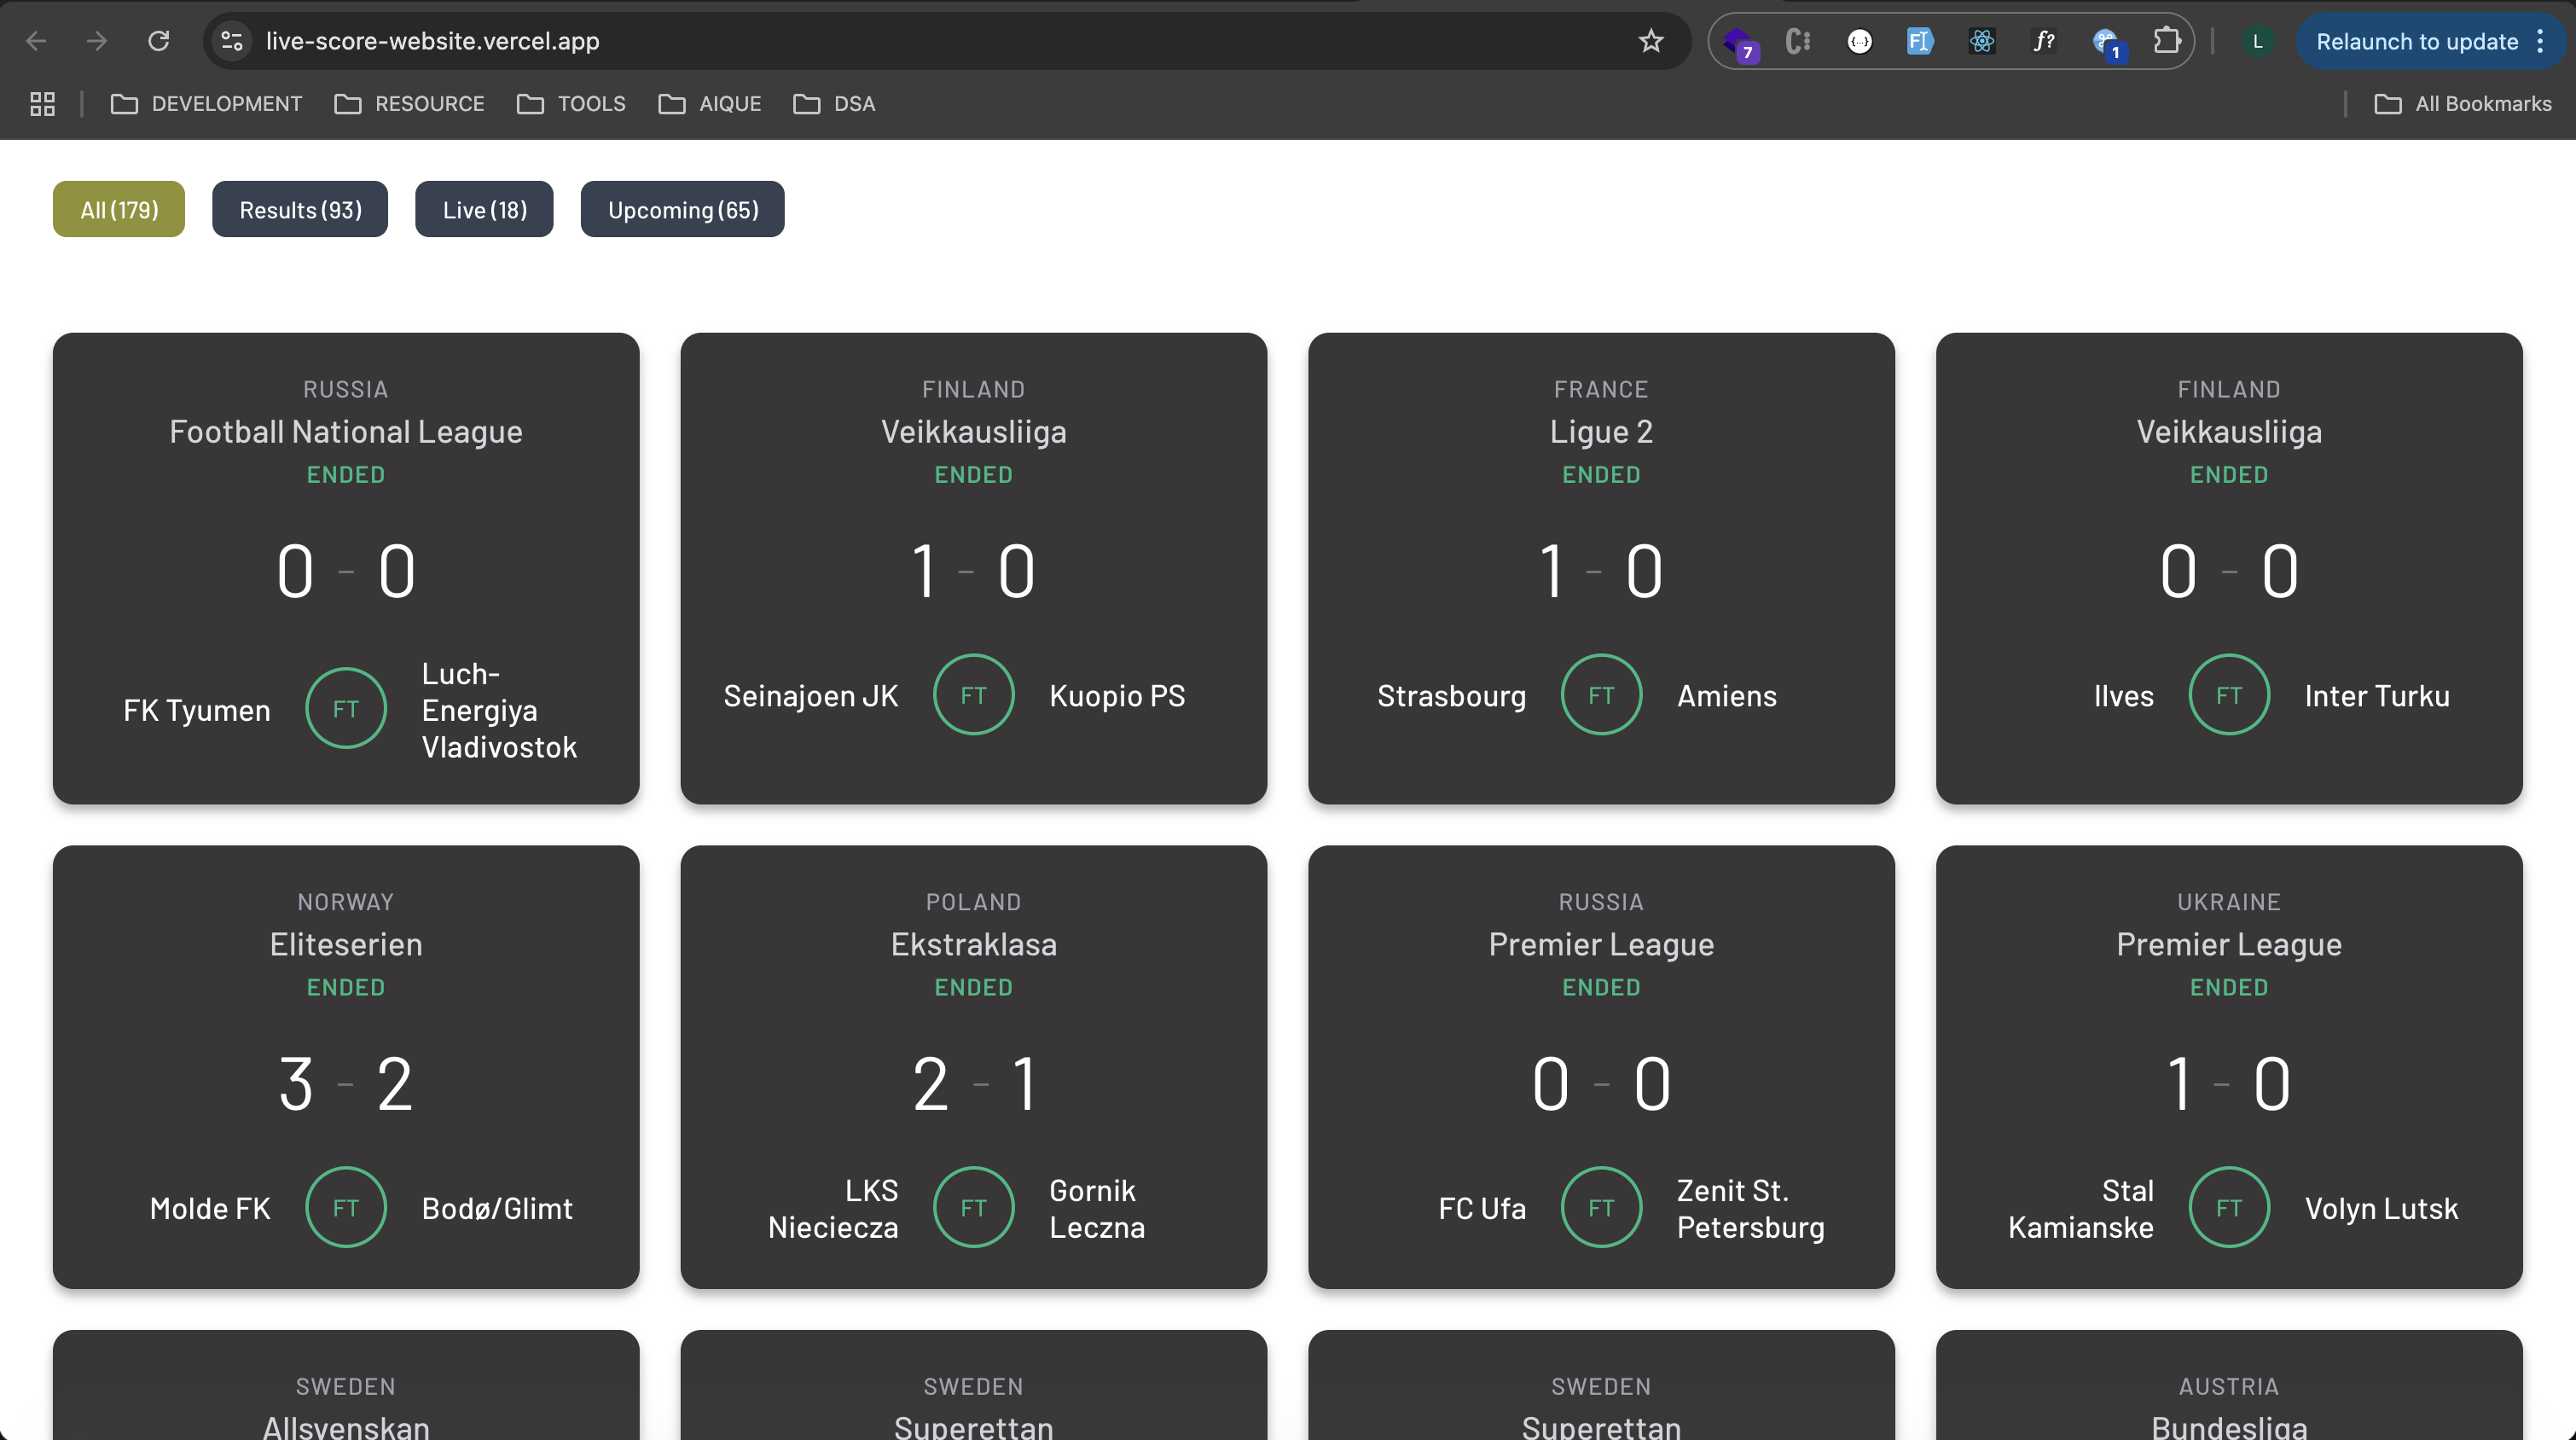 live-score-website.vercel.app
7
1
L
Relaunch to update
DEVELOPMENT
RESOURCE
TOOLS
AIQUE
DSA
All Bookmarks
All (179)
Results (93)
Live (18)
Upcoming (65)
RUSSIA
Football National League
ENDED
0 - 0
FK Tyumen
FT
Luch-
Energiya
Vladivostok
FINLAND
Veikkausliiga
ENDED
1 - 0
Seinajoen JK
FT
Kuopio PS
FRANCE
Ligue 2
ENDED
1 - 0
Strasbourg
FT
Amiens
FINLAND
Veikkausliiga
ENDED
0 - 0
Ilves
FT
Inter Turku
NORWAY
Eliteserien
ENDED
3 - 2
Molde FK
FT
Bodø/Glimt
POLAND
Ekstraklasa
ENDED
2 - 1
LKS
Nieciecza
FT
Gornik
Leczna
RUSSIA
Premier League
ENDED
0 - 0
FC Ufa
FT
Zenit St.
Petersburg
UKRAINE
Premier League
ENDED
1 - 0
Stal
Kamianske
FT
Volyn Lutsk
SWEDEN
Allsvenskan
SWEDEN
Superettan
SWEDEN
Superettan
AUSTRIA
Bundesliga